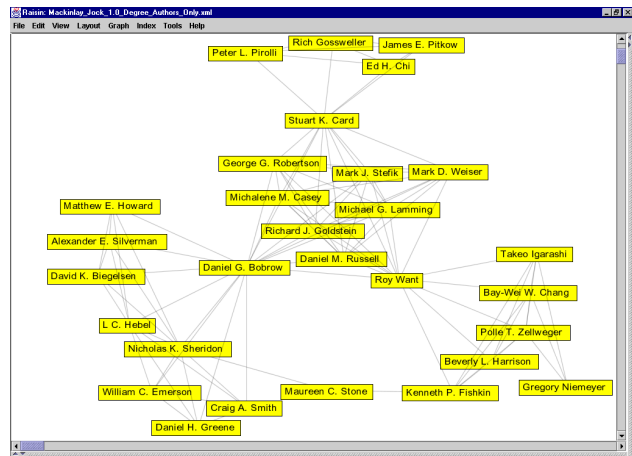 Raisin: Mackinlay_Jock_1.0_Degree_Authors_Only.xml
File Edit View Layout Graph Index Tools Help
Rich Gossweller
James E. Pitkow
Peter L. Pirolli
Ed H. Chi
Stuart K. Card
George G. Robertson
Mark J. Stefik
Mark D. Weiser
Michalene M. Casey
Matthew E. Howard
Michael G. Lamming
Richard J. Goldstein
Alexander E. Silverman
Takeo Igarashi
Daniel M. Russell
Daniel G. Bobrow
David K. Biegelsen
Roy Want
Bay-Wei W. Chang
L C. Hebel
Polle T. Zellweger
Nicholas K. Sheridon
Beverly L. Harrison
Gregory Niemeyer
William C. Emerson
Maureen C. Stone
Kenneth P. Fishkin
Craig A. Smith
Daniel H. Greene